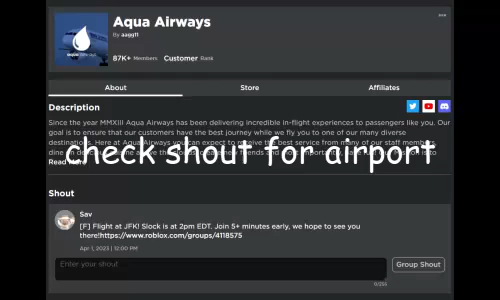 Aqua Airways
By aagg11
87K+ Members Customer Rank
About Store Affiliates
Description
Since the year MMXIII Aqua Airways has been delivering incredible in-flight experiences to passengers like you. Our
goal is to ensure that our customers have the best journey while we fly you to one of our many diverse
destinations. Here at Aqua Airways you can expect to receive the best service from many of our staff members,
check shout for airport
Read More
Shout
Sav
[F] Flight at JFK! Slock is at 2pm EDT, Join 5+ minutes early, we hope to see you
there!https://www.roblox.com/groups/4118575
Apr 1, 2023 | 12:00 PM
Enter your shout
Group Shout
0/255